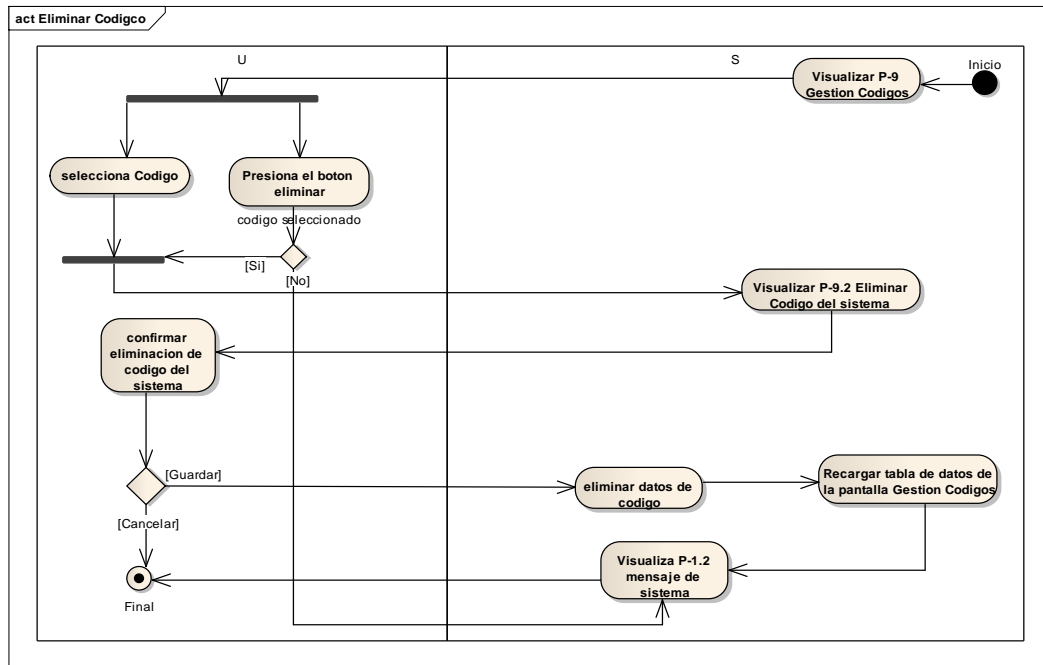 act Eliminar Codigco
U
S
Inicio
Visualizar P-9
Gestion Codigos
selecciona Codigo
Presiona el boton
eliminar
codigo seleccionado
[Si]
[No]
Visualizar P-9.2 Eliminar
Codigo del sistema
confirmar
eliminacion de
codigo del
sistema
[Guardar]
eliminar datos de
codigo
Recargar tabla de datos de
la pantalla Gestion Codigos
[Cancelar]
Visualiza P-1.2
mensaje de
sistema
Final